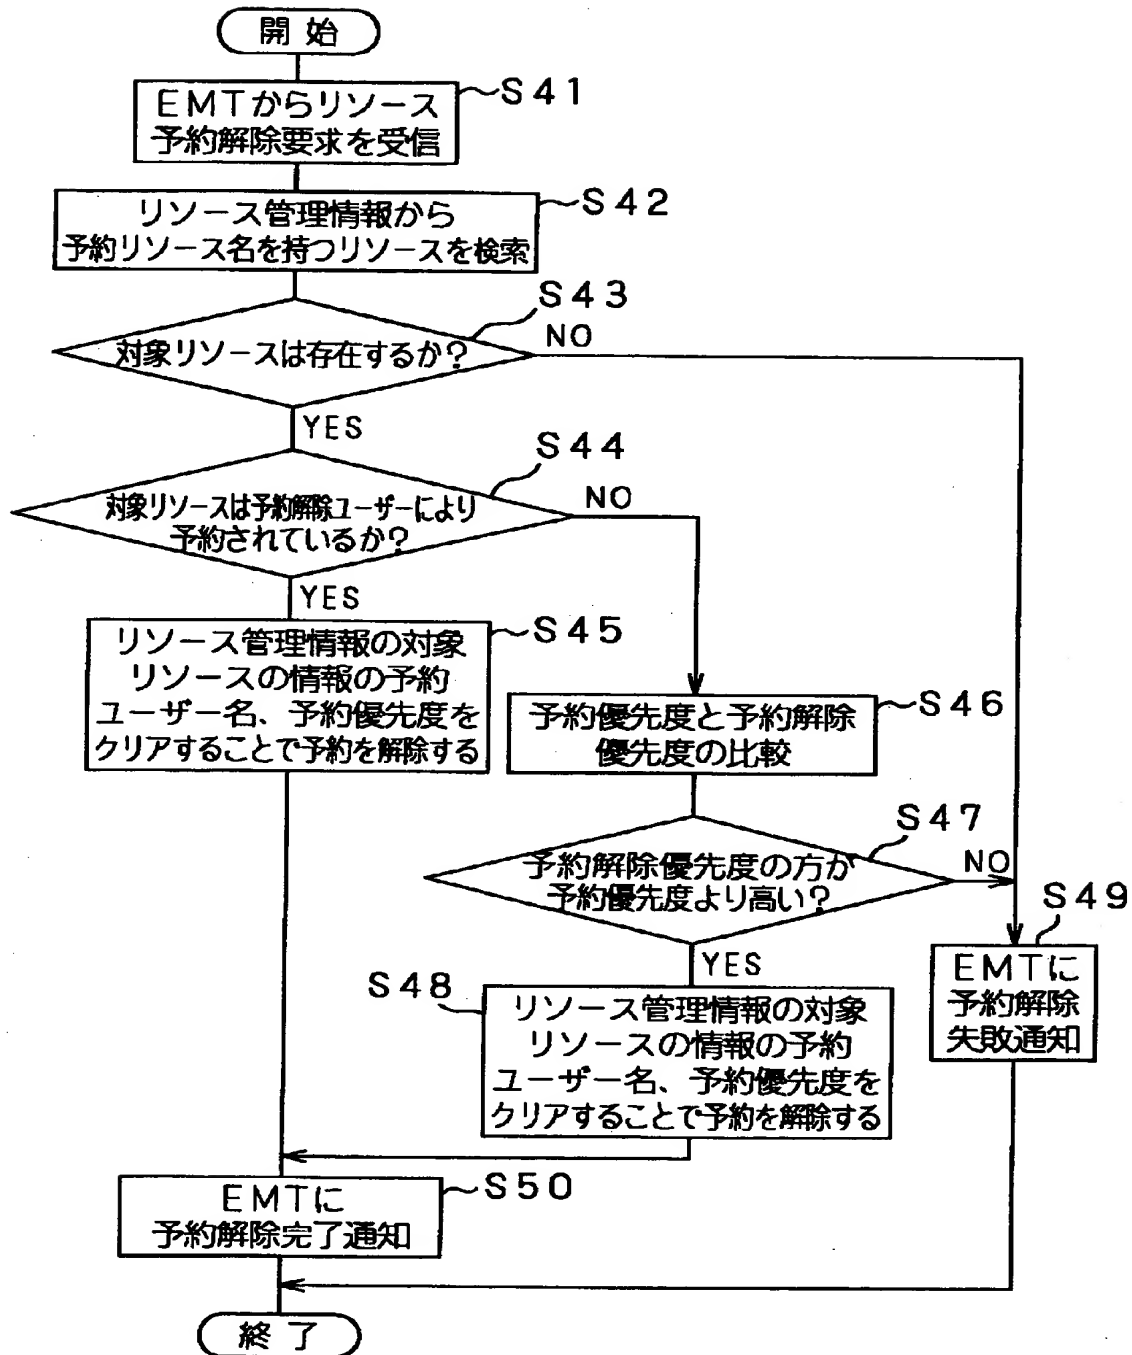 開始
S41
EMTからリソース
予約解除要求を受信
S42
リソース管理情報から
予約リソース名を持つリソースを検索
S43
対象リソースは存在するか?
NO
YES
S44
対象リソースは予約解除ユーザーにより
予約されているか?
NO
YES
S45
リソース管理情報の対象
リソースの情報の予約
ユーザー名、予約優先度を
クリアすることで予約を解除する
S46
予約優先度と予約解除
優先度の比較
S47
予約解除優先度の方が
予約優先度より高い?
NO
YES
S48
リソース管理情報の対象
リソースの情報の予約
ユーザー名、予約優先度を
クリアすることで予約を解除する
S49
EMTに
予約解除
失敗通知
S50
EMTに
予約解除完了通知
終了